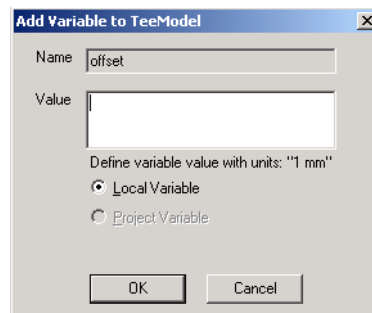 Add Variable to TeeModel
Name offset
Value
Define variable value with units: "1 mm"
Local Variable
Project Variable
OK Cancel